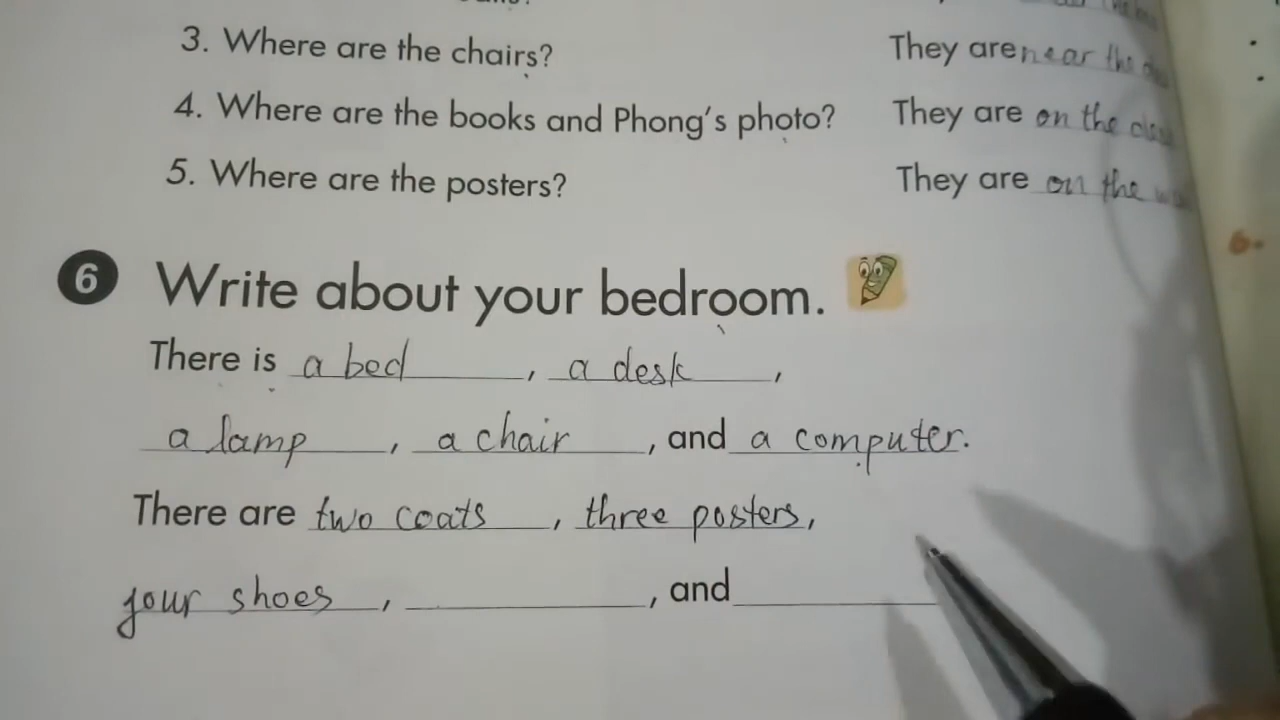 3. Where are the chairs? They are near the
4. Where are the books and Phong's photo? They are on the
5. Where are the posters? They are on the
6 Write about your bedroom.
There is a bed, a desk,
a lamp, a chair, and a computer.
There are two coats, three posters,
four shoes, , and